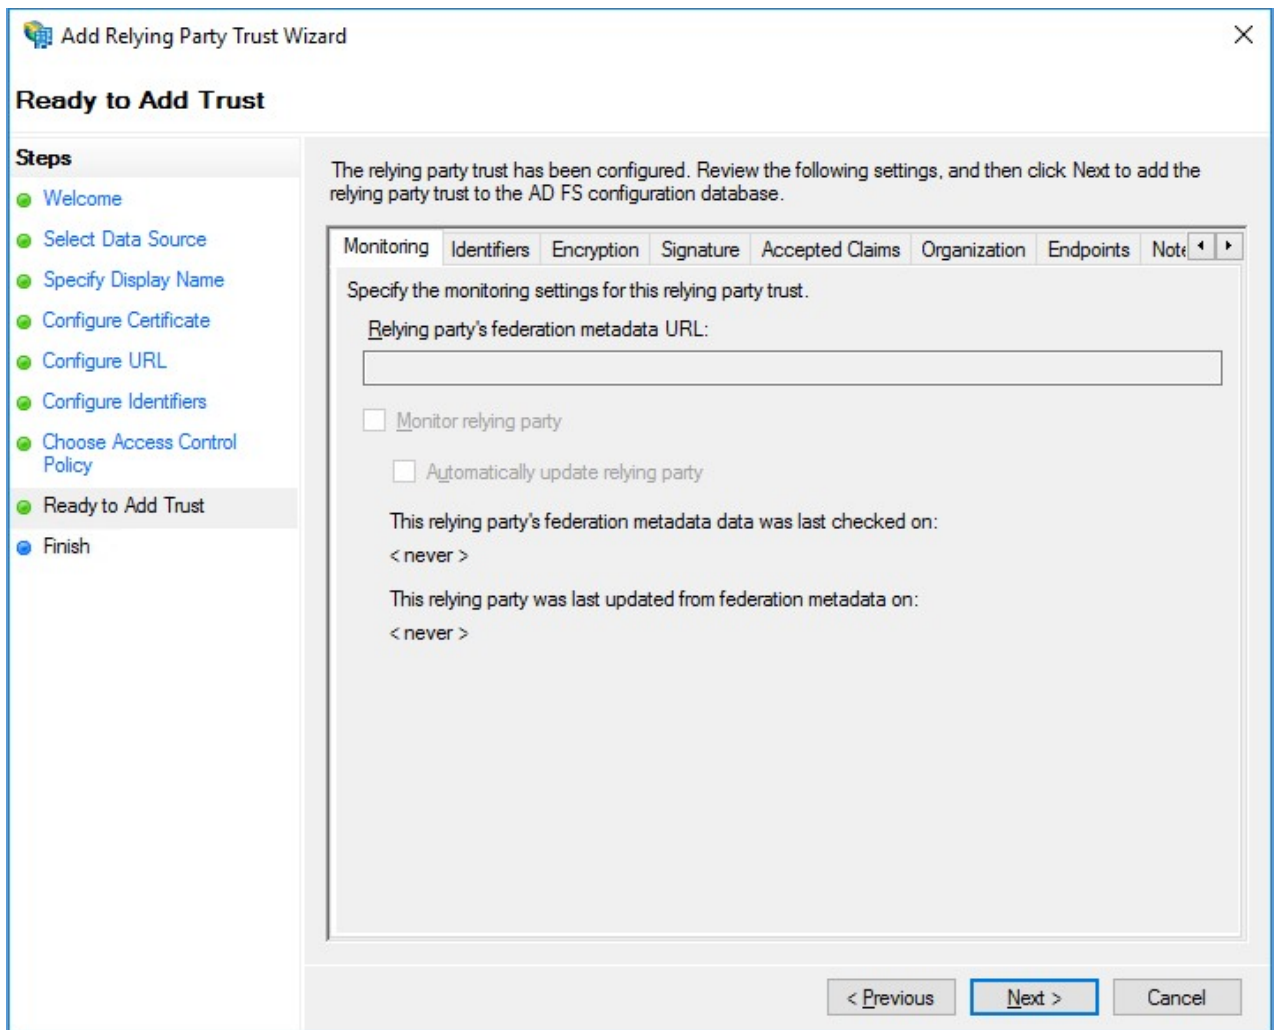 Add Relying Party Trust Wizard
Ready to Add Trust
Steps
Welcome
Select Data Source
Specify Display Name
Configure Certificate
Configure URL
Configure Identifiers
Choose Access Control
Policy
Ready to Add Trust
Finish
The relying party trust has been configured. Review the following settings, and then click Next to add the
relying party trust to the AD FS configuration database.
Monitoring Identifiers Encryption Signature Accepted Claims Organization Endpoints Note
Specify the monitoring settings for this relying party trust.
Relying party's federation metadata URL:
Monitor relying party
Automatically update relying party
This relying party's federation metadata data was last checked on:
< never >
This relying party was last updated from federation metadata on:
< never >
< Previous Next > Cancel